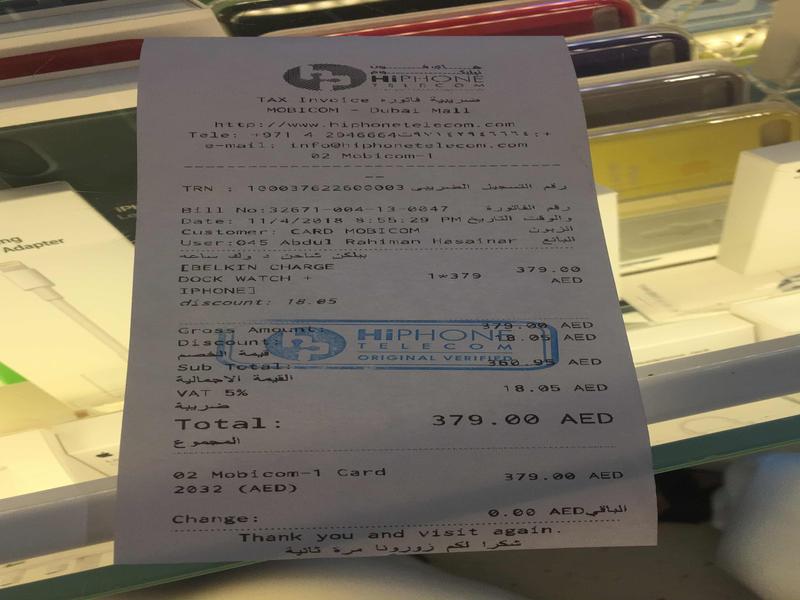 HiPHONE
TELECOM
TAX Invoice ضريبية فاتوره
MOBICOM - Dubai Mall
http://www.hiphonetelecom.com
Tele: +971 4 2946664ت٩٧١٤٢٩٤٦٦٦٤:+
e-mail: info@hiphonetelecom.com
02 Mobicom-1
TRN : 100037622600003 رقم التسجيل الضريبي
Bill No:32671-004-13-0047 رقم الفاتورة
Date: 11/4/2018 8:55:29 PM والوقت التاريخ
Customer: CARD MOBICOM الزبون
User:045 Abdul Rahiman Hasainar البائع
بيلكن شاحن د وك ساعه
[BELKIN CHARGE
DOCK WATCH + 1*379 379.00 AED
IPHONE]
discount: 18.05
Gross Amount: 379.00 AED
Discount: 18.05 AED
قيمة الخصم
Sub Total: 360.95 AED
القيمة الاجمالية
VAT 5% 18.05 AED
ضريبية
Total: 379.00 AED
المجموع
HiPHONE
TELECOM
ORIGINAL VERIFIED
02 Mobicom-1 Card 379.00 AED
2032 (AED)
Change: 0.00 AED الباقي
Thank you and visit again.
شكرا لكم زورونا مرة ثانية
Adapter